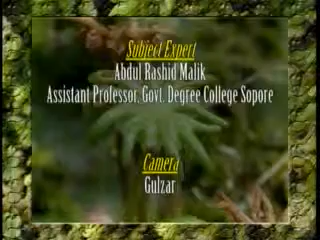 Subject Expert
Abdul Rashid Malik
Assistant Professor, Govt. Degree College Sopore
Camera
Gulzar